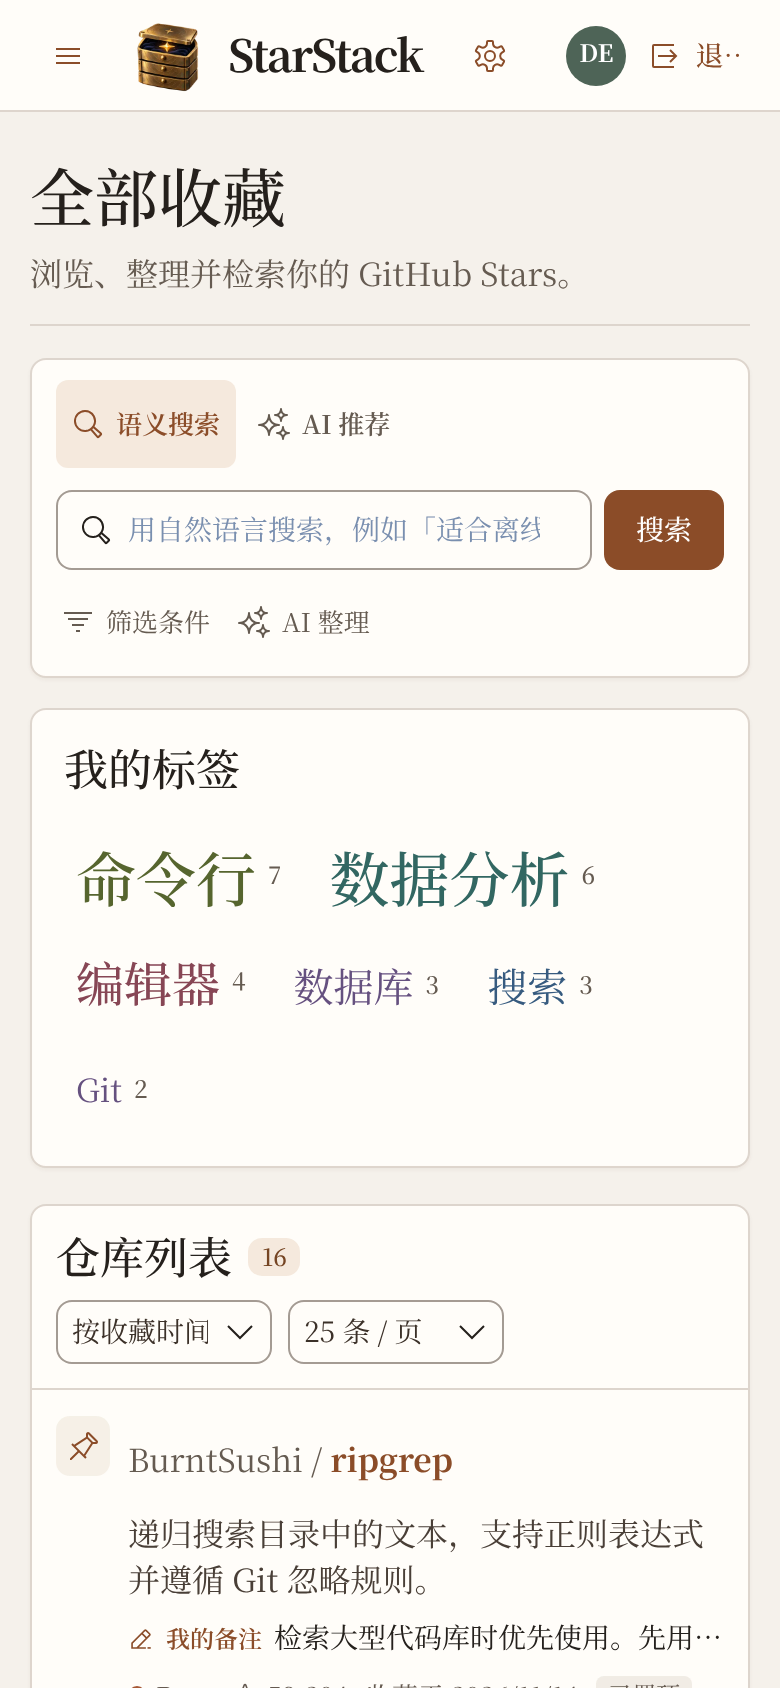 StarStack DE 退··
全部收藏
浏览、整理并检索你的 GitHub Stars。
语义搜索 AI 推荐
用自然语言搜索，例如「适合离线 搜索
筛选条件 AI 整理
我的标签
命令行 7 数据分析 6
编辑器 4 数据库 3 搜索 3
Git 2
仓库列表 16
按收藏时间 25 条 / 页
BurntSushi / ripgrep
递归搜索目录中的文本，支持正则表达式
并遵循 Git 忽略规则。
我的备注 检索大型代码库时优先使用。先用…